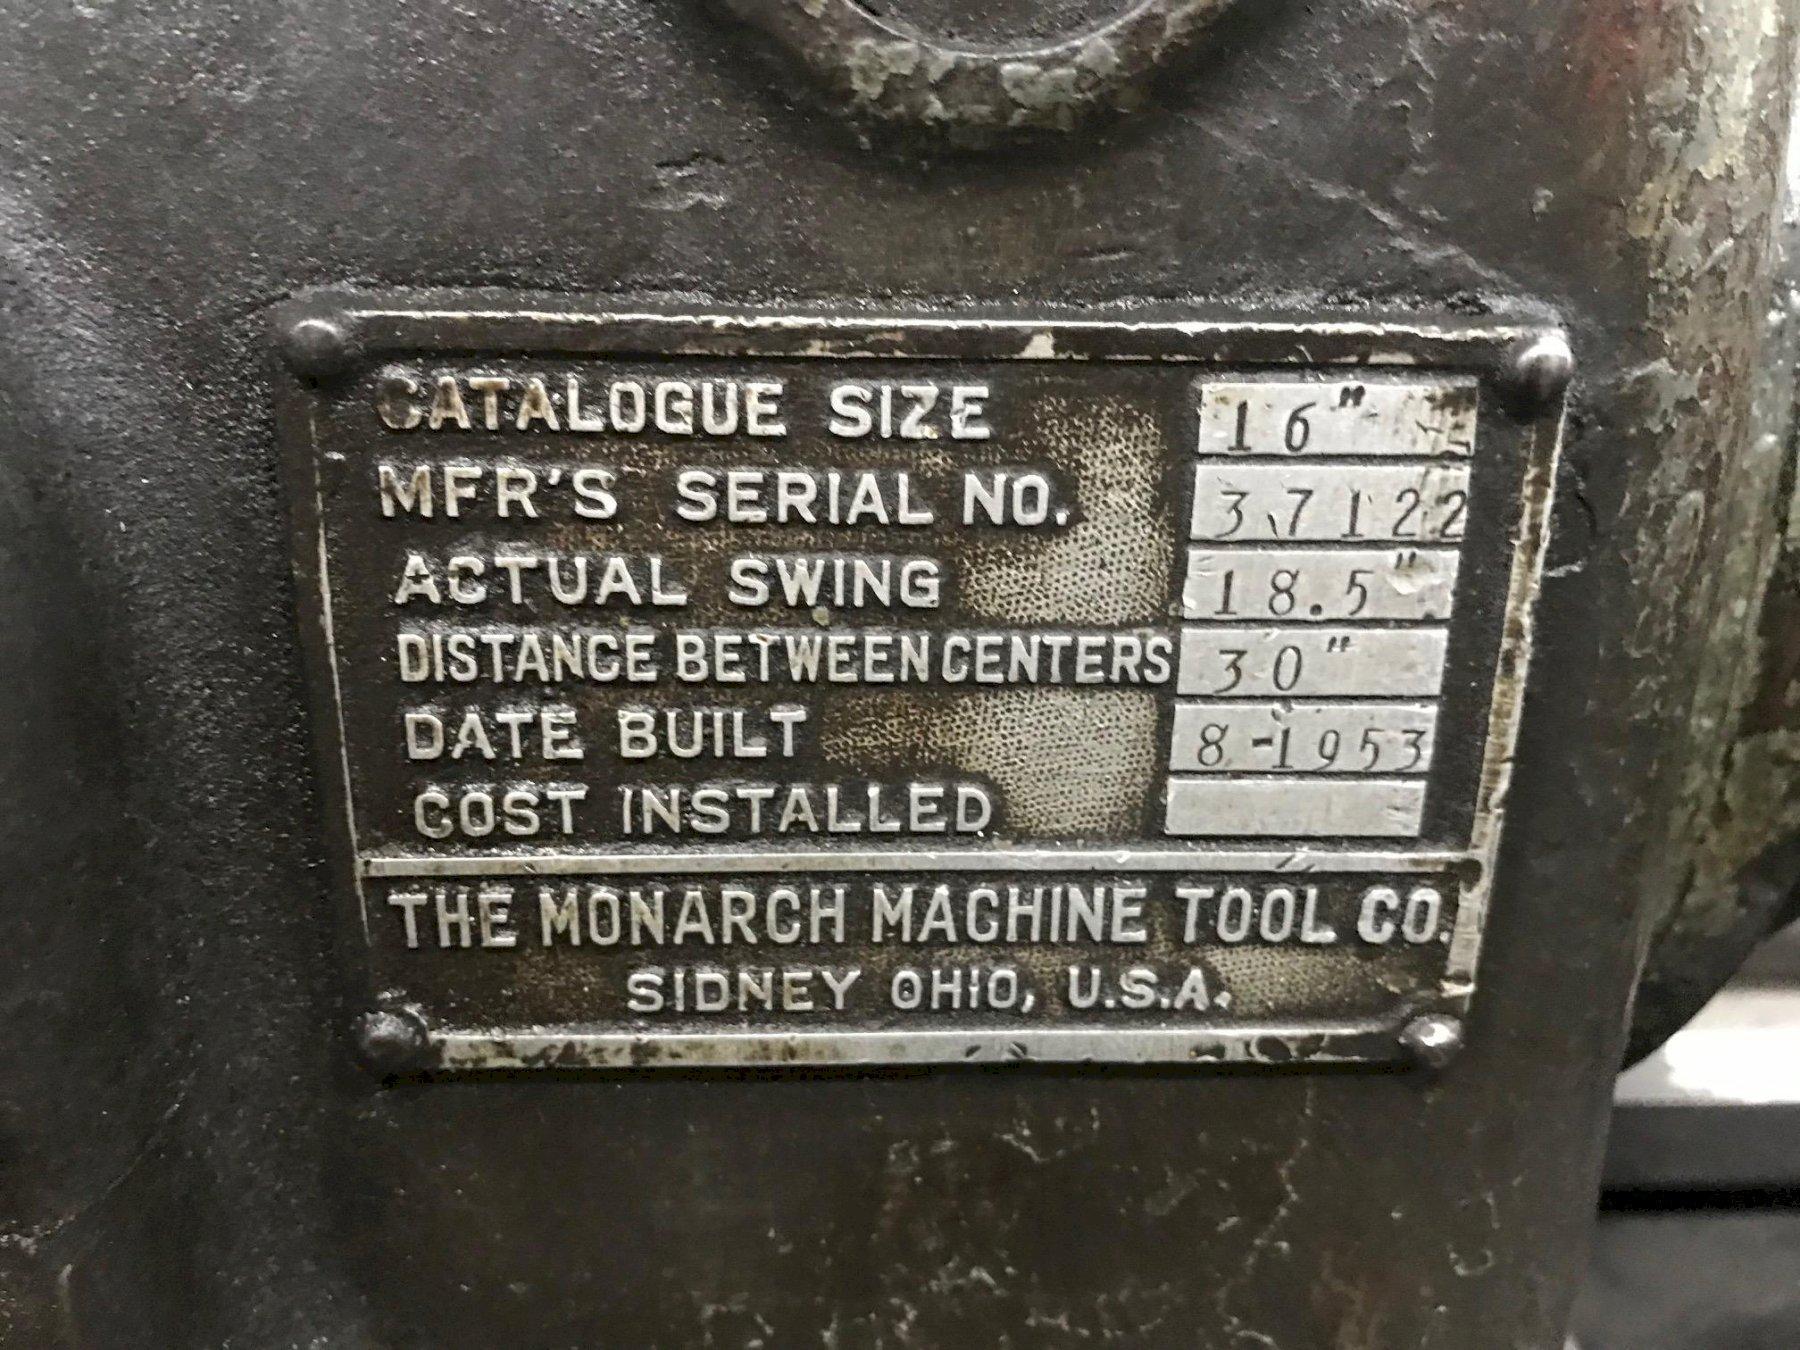 CATALOGUE SIZE 16"
MFR'S SERIAL NO. 37122
ACTUAL SWING 18.5"
DISTANCE BETWEEN CENTERS 30"
DATE BUILT 8-1953
COST INSTALLED
THE MONARCH MACHINE TOOL CO.
SIDNEY OHIO, U.S.A.